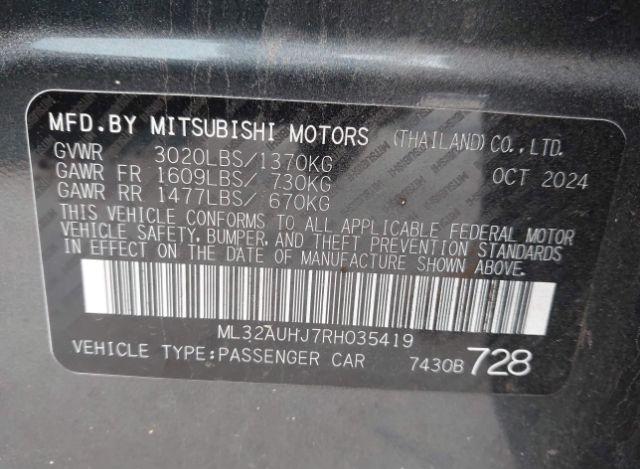 MFD.BY MITSUBISHI MOTORS (THAILAND)CO.,LTD.
GVWR 3020LBS/1370KG OCT 2024
GAWR FR 1609LBS/ 730KG
GAWR RR 1477LBS/ 670KG
THIS VEHICLE CONFORMS TO ALL APPLICABLE FEDERAL MOTOR
VEHICLE SAFETY, BUMPER, AND THEFT PREVENTION STANDARDS
IN EFFECT ON THE DATE OF MANUFACTURE SHOWN ABOVE.
ML32AUHJ7RH035419
VEHICLE TYPE:PASSENGER CAR 7430B 728